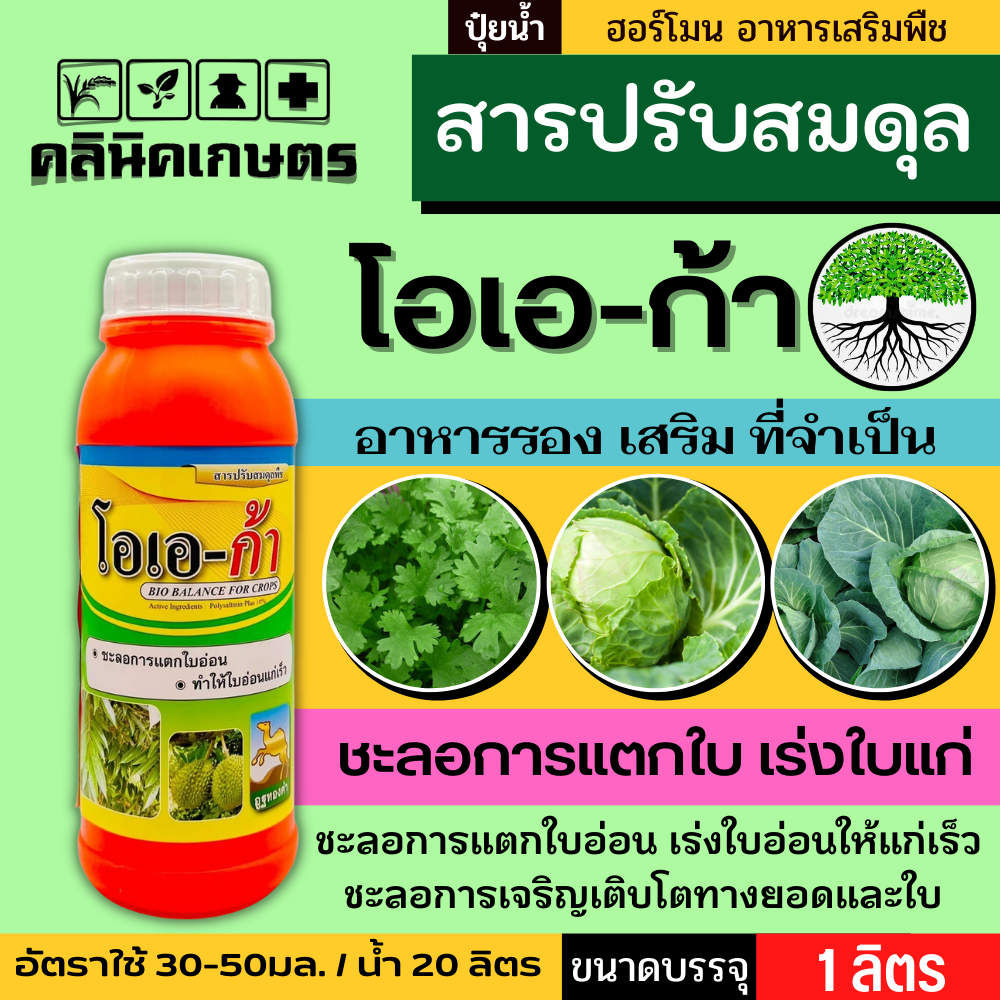 ปุ๋ยน้ำ ฮอร์โมน อาหารเสริมพืช
คลินิคเกษตร
สารปรับสมดุล
โอเอ-ก้า
อาหารรอง เสริม ที่จำเป็น
สารปรับสมดุลพืช
โอเอ-ก้า
BIO BALANCE FOR CROPS
Active Ingredients : Polysaltmin Plus
ชะลอการแตกใบอ่อน
ทำให้ใบอ่อนแก่เร็ว
อูฐทองคำ
ชะลอการแตกใบ เร่งใบแก่
ชะลอการแตกใบอ่อน เร่งใบอ่อนให้แก่เร็ว
ชะลอการเจริญเติบโตทางยอดและใบ
อัตราใช้ 30-50มล. / น้ำ 20 ลิตร
ขนาดบรรจุ 1 ลิตร